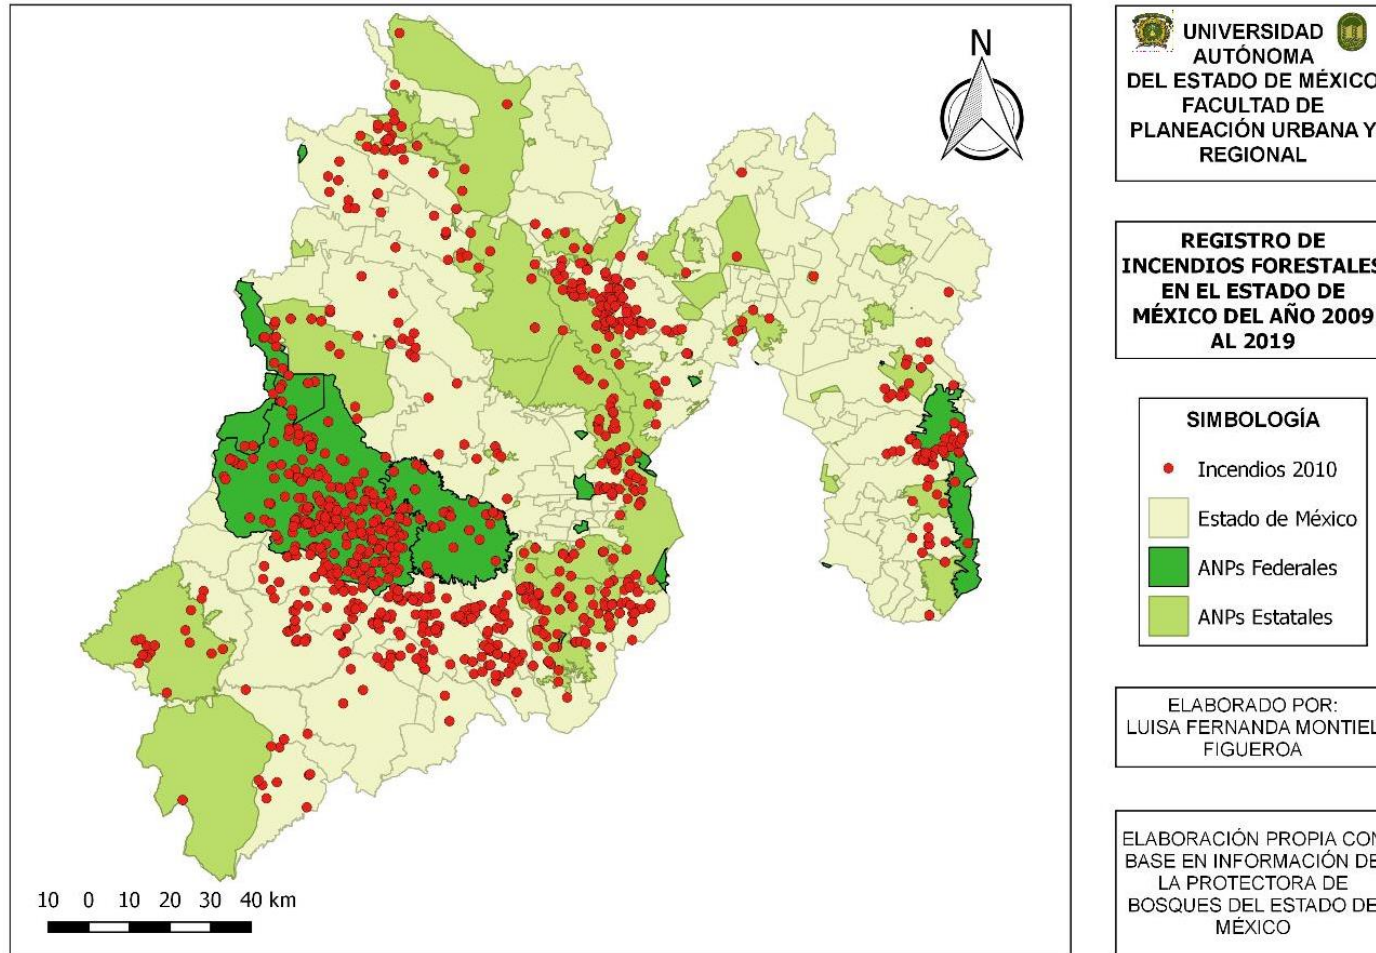 N
10 0 10 20 30 40 km
UNIVERSIDAD
AUTÓNOMA
DEL ESTADO DE MÉXICO
FACULTAD DE
PLANEACIÓN URBANA Y
REGIONAL
REGISTRO DE
INCENDIOS FORESTALES
EN EL ESTADO DE
MÉXICO DEL AÑO 2009
AL 2019
SIMBOLOGÍA
Incendios 2010
Estado de México
ANPs Federales
ANPs Estatales
ELABORADO POR:
LUISA FERNANDA MONTIEL
FIGUEROA
ELABORACIÓN PROPIA CON
BASE EN INFORMACIÓN DE
LA PROTECTORA DE
BOSQUES DEL ESTADO DE
MÉXICO